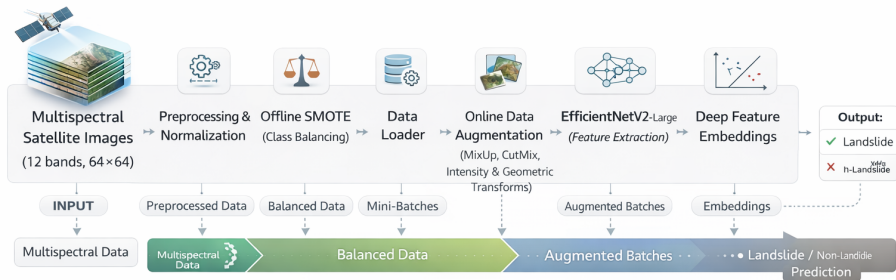 Multispectral
Satellite Images
(12 bands, 64×64)
Preprocessing &
Normalization
Offline SMOTE
(Class Balancing)
Data
Loader
Online Data
Augmentation
(MixUp, CutMix,
Intensity & Geometric
Transforms)
EfficientNetV2-Large
(Feature Extraction)
Deep Feature
Embeddings
Output:
Landslide
h-Landslide
INPUT
Preprocessed Data
Balanced Data
Mini-Batches
Augmented Batches
Embeddings
Multispectral Data
Multispectral
Data
Balanced Data
Augmented Batches
Landslide / Non-Landidie
Prediction